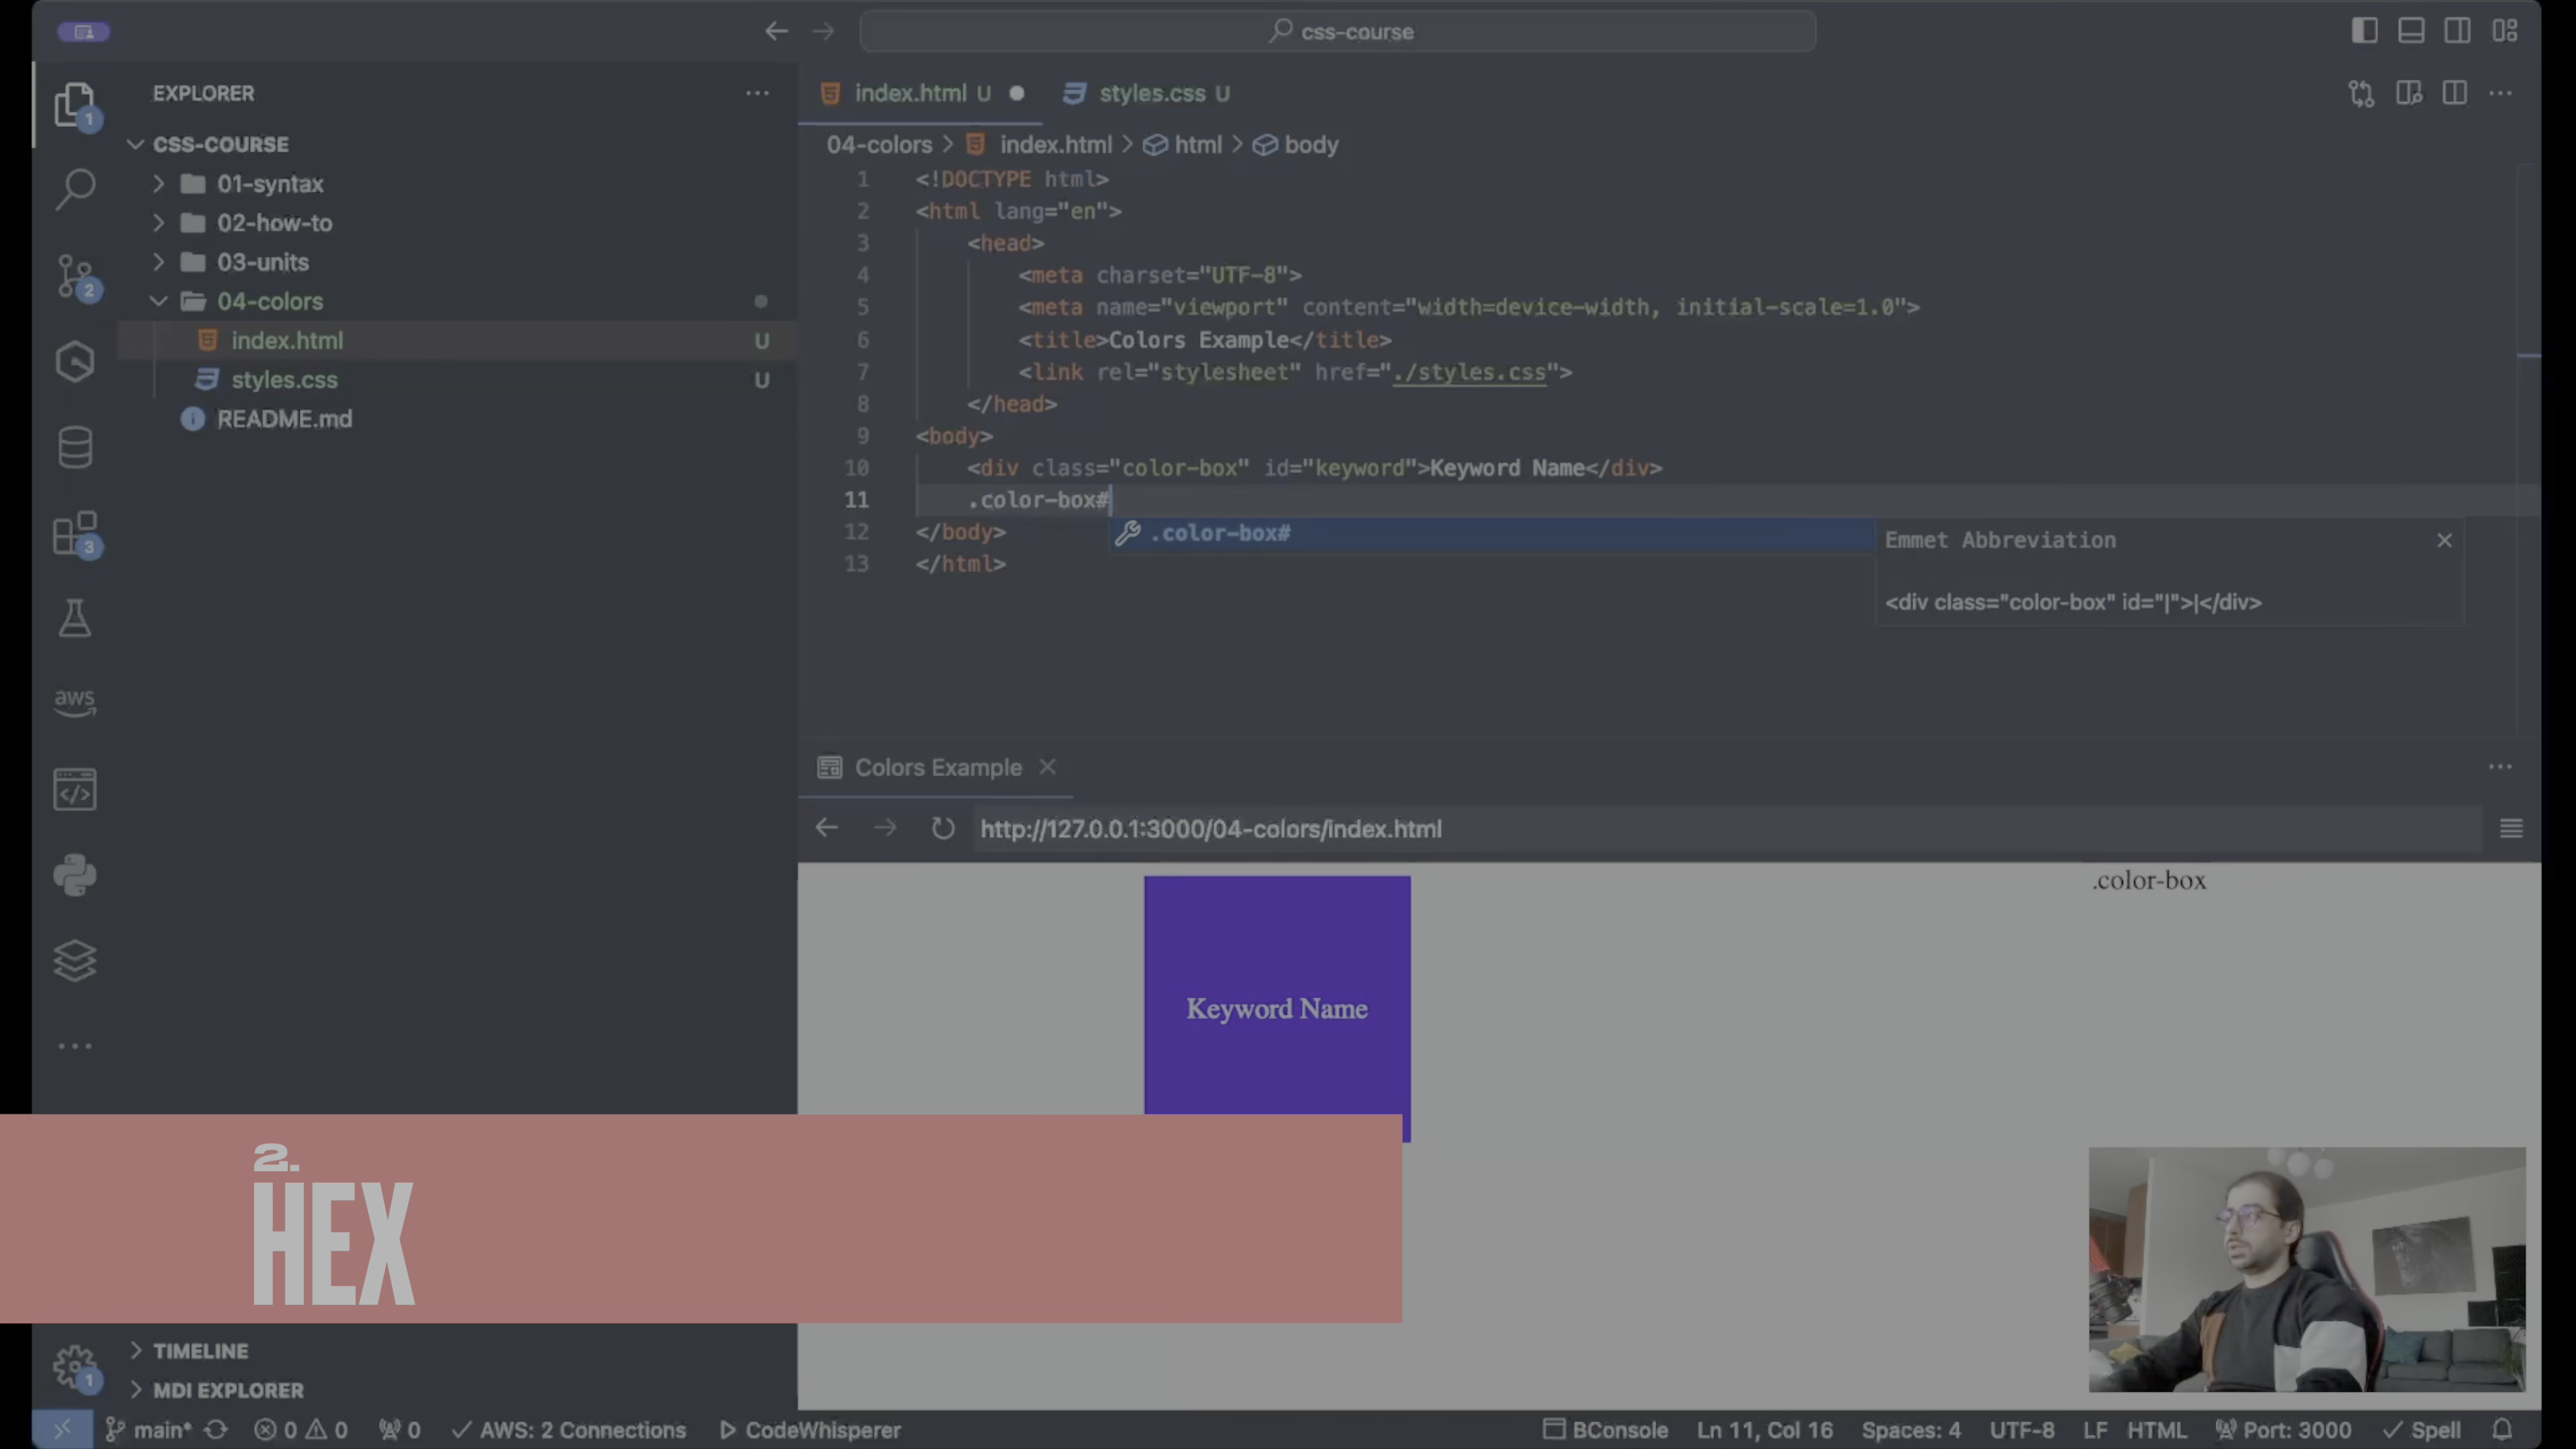 css-course
EXPLORER
CSS-COURSE
01-syntax
02-how-to
03-units
04-colors
index.html U
styles.css U
README.md
1
2
3
aws
TIMELINE
MDI EXPLORER
1
index.html U
styles.css U
04-colors > index.html > html > body
1 <!DOCTYPE html>
2 <html lang="en">
3 <head>
4 <meta charset="UTF-8">
5 <meta name="viewport" content="width=device-width, initial-scale=1.0">
6 <title>Colors Example</title>
7 <link rel="stylesheet" href="./styles.css">
8 </head>
9 <body>
10 <div class="color-box" id="keyword">Keyword Name</div>
11 .color-box#
12 </body>
13 </html>
.color-box#
Emmet Abbreviation
<div class="color-box" id="|">|</div>
Colors Example
http://127.0.0.1:3000/04-colors/index.html
.color-box
Keyword Name
2.
HEX
main* 0 0 0 AWS: 2 Connections CodeWhisperer BConsole Ln 11, Col 16 Spaces: 4 UTF-8 LF HTML Port: 3000 Spell